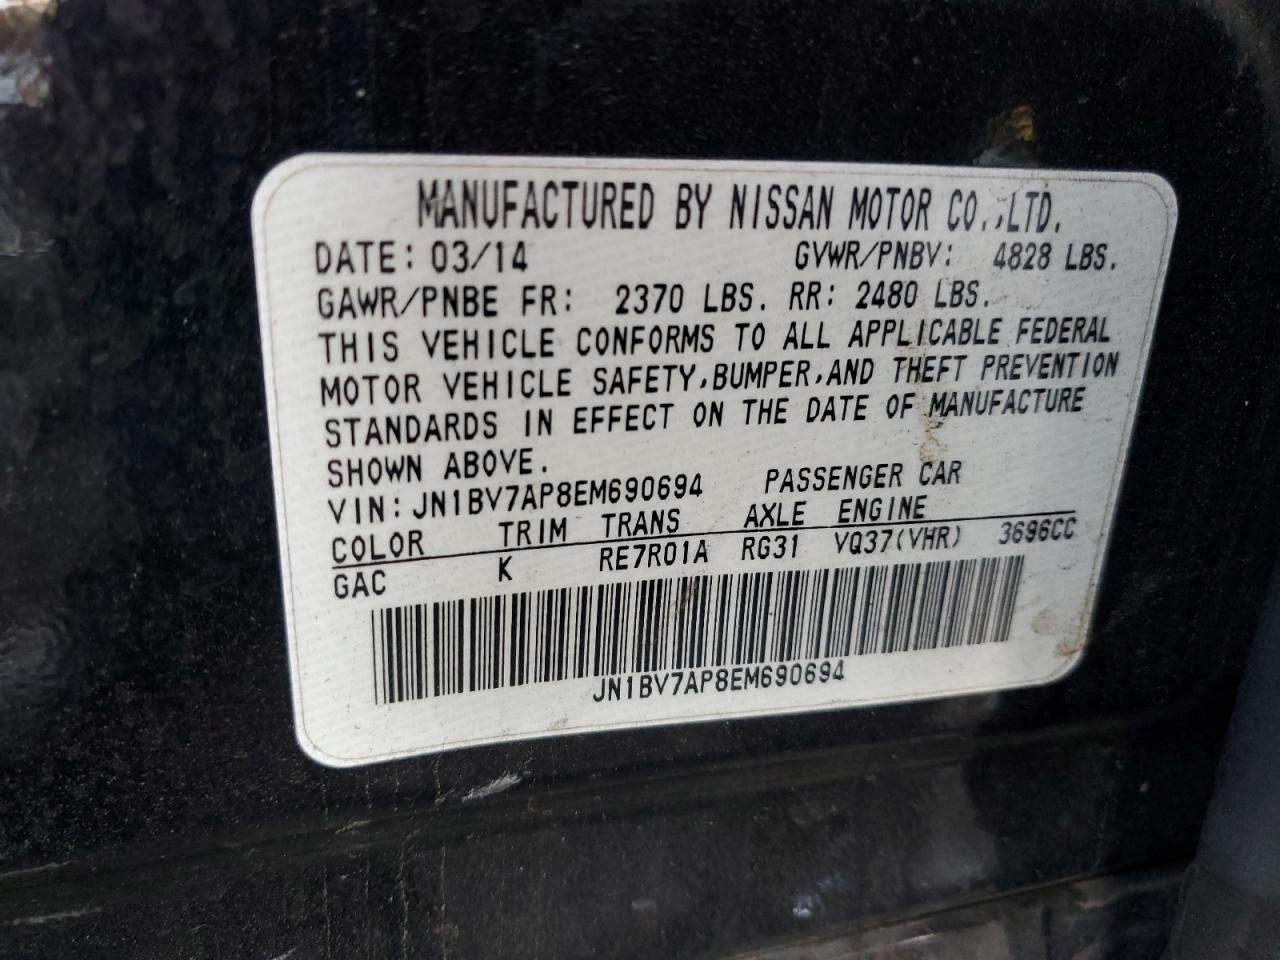 MANUFACTURED BY NISSAN MOTOR CO.,LTD.
DATE: 03/14 GVWR/PNBV: 4828 LBS.
GAWR/PNBE FR: 2370 LBS. RR: 2480 LBS.
THIS VEHICLE CONFORMS TO ALL APPLICABLE FEDERAL
MOTOR VEHICLE SAFETY,BUMPER,AND THEFT PREVENTION
STANDARDS IN EFFECT ON THE DATE OF MANUFACTURE
SHOWN ABOVE.
VIN:JN1BV7AP8EM690694 PASSENGER CAR
COLOR TRIM TRANS AXLE ENGINE
GAC K RE7R01A RG31 VQ37(VHR) 3696CC
JN1BV7AP8EM690694